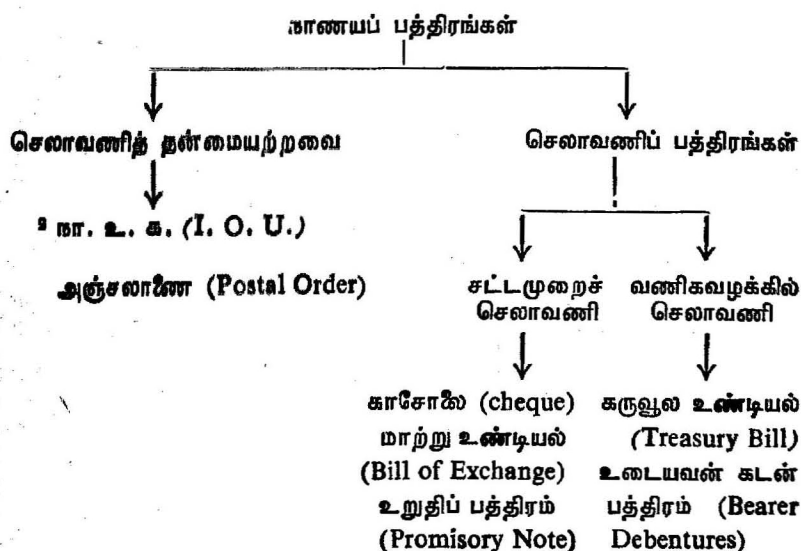 நாணயப் பத்திரங்கள்
செலாவணித் தன்மையற்றவை
செலாவணிப் பத்திரங்கள்
நா. உ. க. (I. O. U.)
அஞ்சலாணை (Postal Order)
சட்டமுறைச்
செலாவணி
வணிகவழக்கில்
செலாவணி
காசோலை (cheque)
மாற்று உண்டியல்
(Bill of Exchange)
உறுதிப் பத்திரம்
(Promisory Note)
கருவூல உண்டியல்
(Treasury Bill)
உடையவன் கடன்
பத்திரம் (Bearer
Debentures)